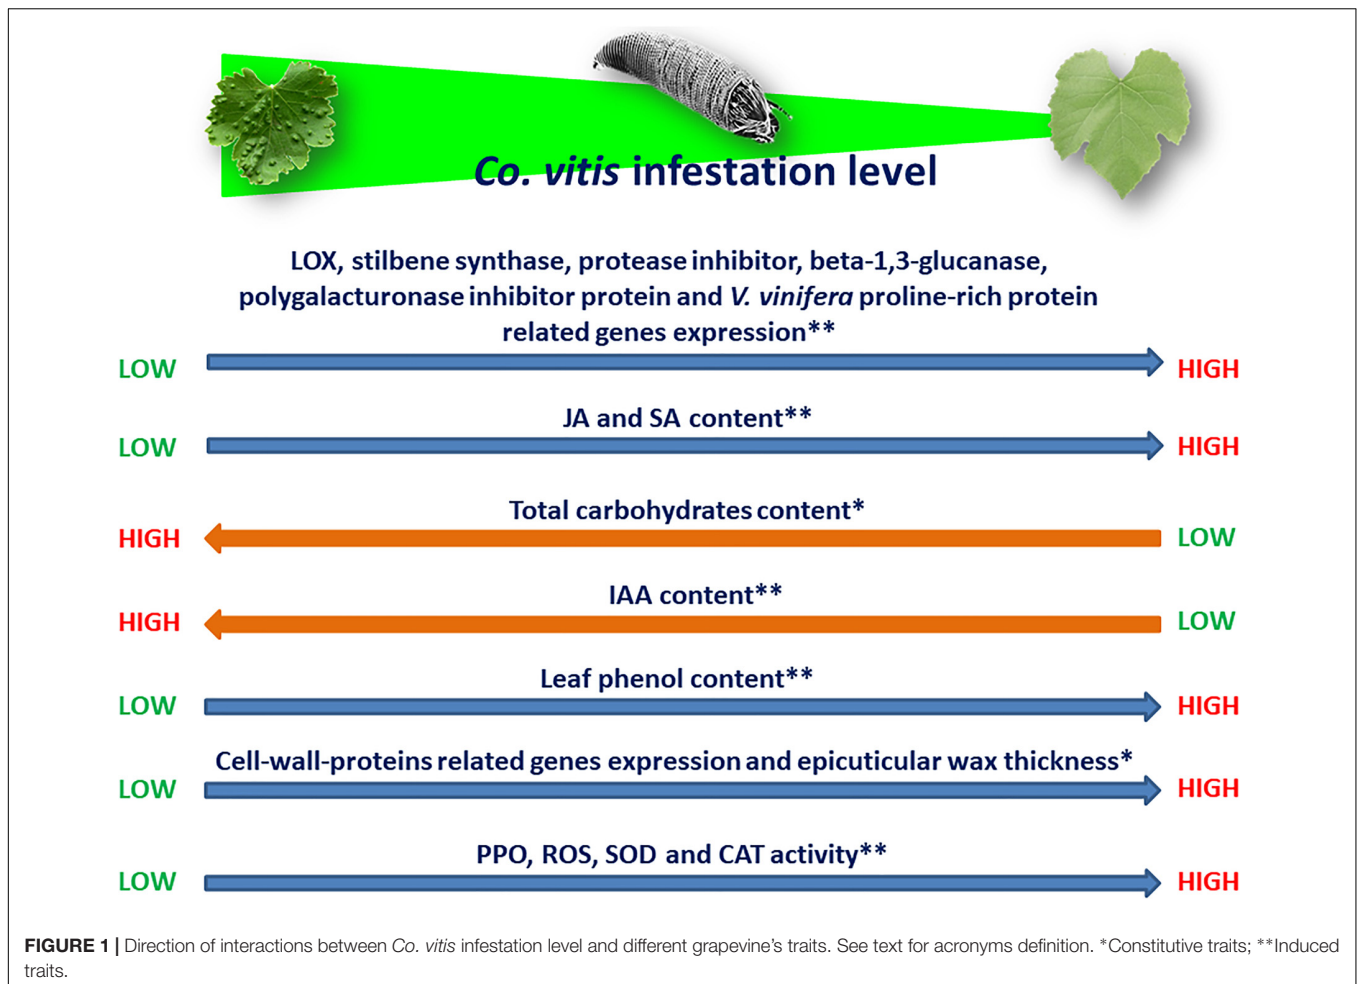 Co. vitis infestation level
LOX, stilbene synthase, protease inhibitor, beta-1,3-glucanase,
polygalacturonase inhibitor protein and V. vinifera proline-rich protein
related genes expression**
LOW HIGH
JA and SA content**
LOW HIGH
Total carbohydrates content*
HIGH LOW
IAA content**
HIGH LOW
Leaf phenol content**
LOW HIGH
Cell-wall-proteins related genes expression and epicuticular wax thickness*
LOW HIGH
PPO, ROS, SOD and CAT activity**
LOW HIGH
FIGURE 1 | Direction of interactions between Co. vitis infestation level and different grapevine's traits. See text for acronyms definition. *Constitutive traits; **Induced
traits.